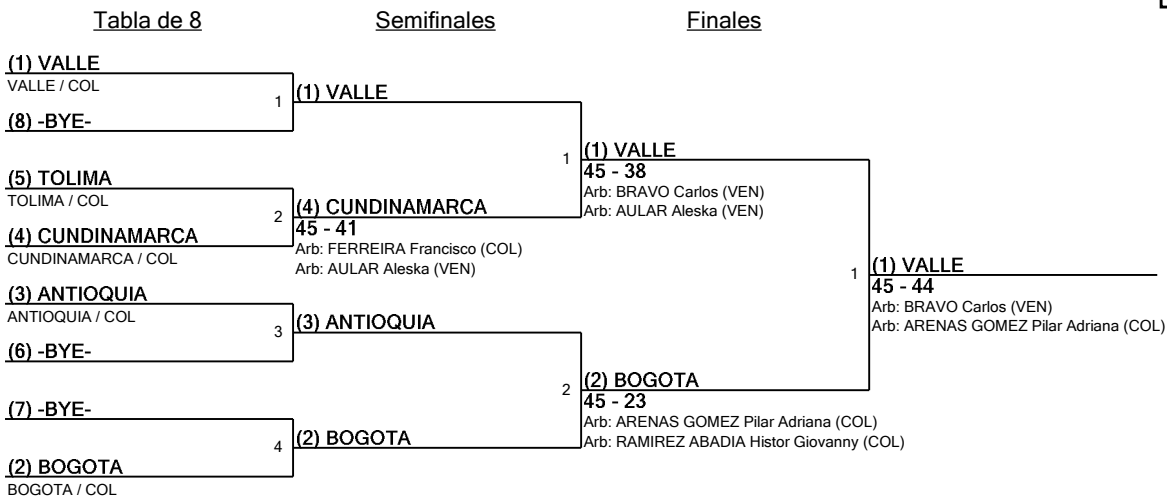 Tabla de 8
Semifinales
Finales
(1) VALLE
VALLE / COL
1
(8) -BYE-
(5) TOLIMA
TOLIMA / COL
2
(4) CUNDINAMARCA
CUNDINAMARCA / COL
(3) ANTIOQUIA
ANTIOQUIA / COL
3
(6) -BYE-
(7) -BYE-
4
(2) BOGOTA
BOGOTA / COL
(1) VALLE
1
(4) CUNDINAMARCA
45 - 41
Arb: FERREIRA Francisco (COL)
Arb: AULAR Aleska (VEN)
(3) ANTIOQUIA
2
(2) BOGOTA
(1) VALLE
45 - 38
Arb: BRAVO Carlos (VEN)
Arb: AULAR Aleska (VEN)
1
(2) BOGOTA
45 - 23
Arb: ARENAS GOMEZ Pilar Adriana (COL)
Arb: RAMIREZ ABADIA Histor Giovanny (COL)
(1) VALLE
45 - 44
Arb: BRAVO Carlos (VEN)
Arb: ARENAS GOMEZ Pilar Adriana (COL)